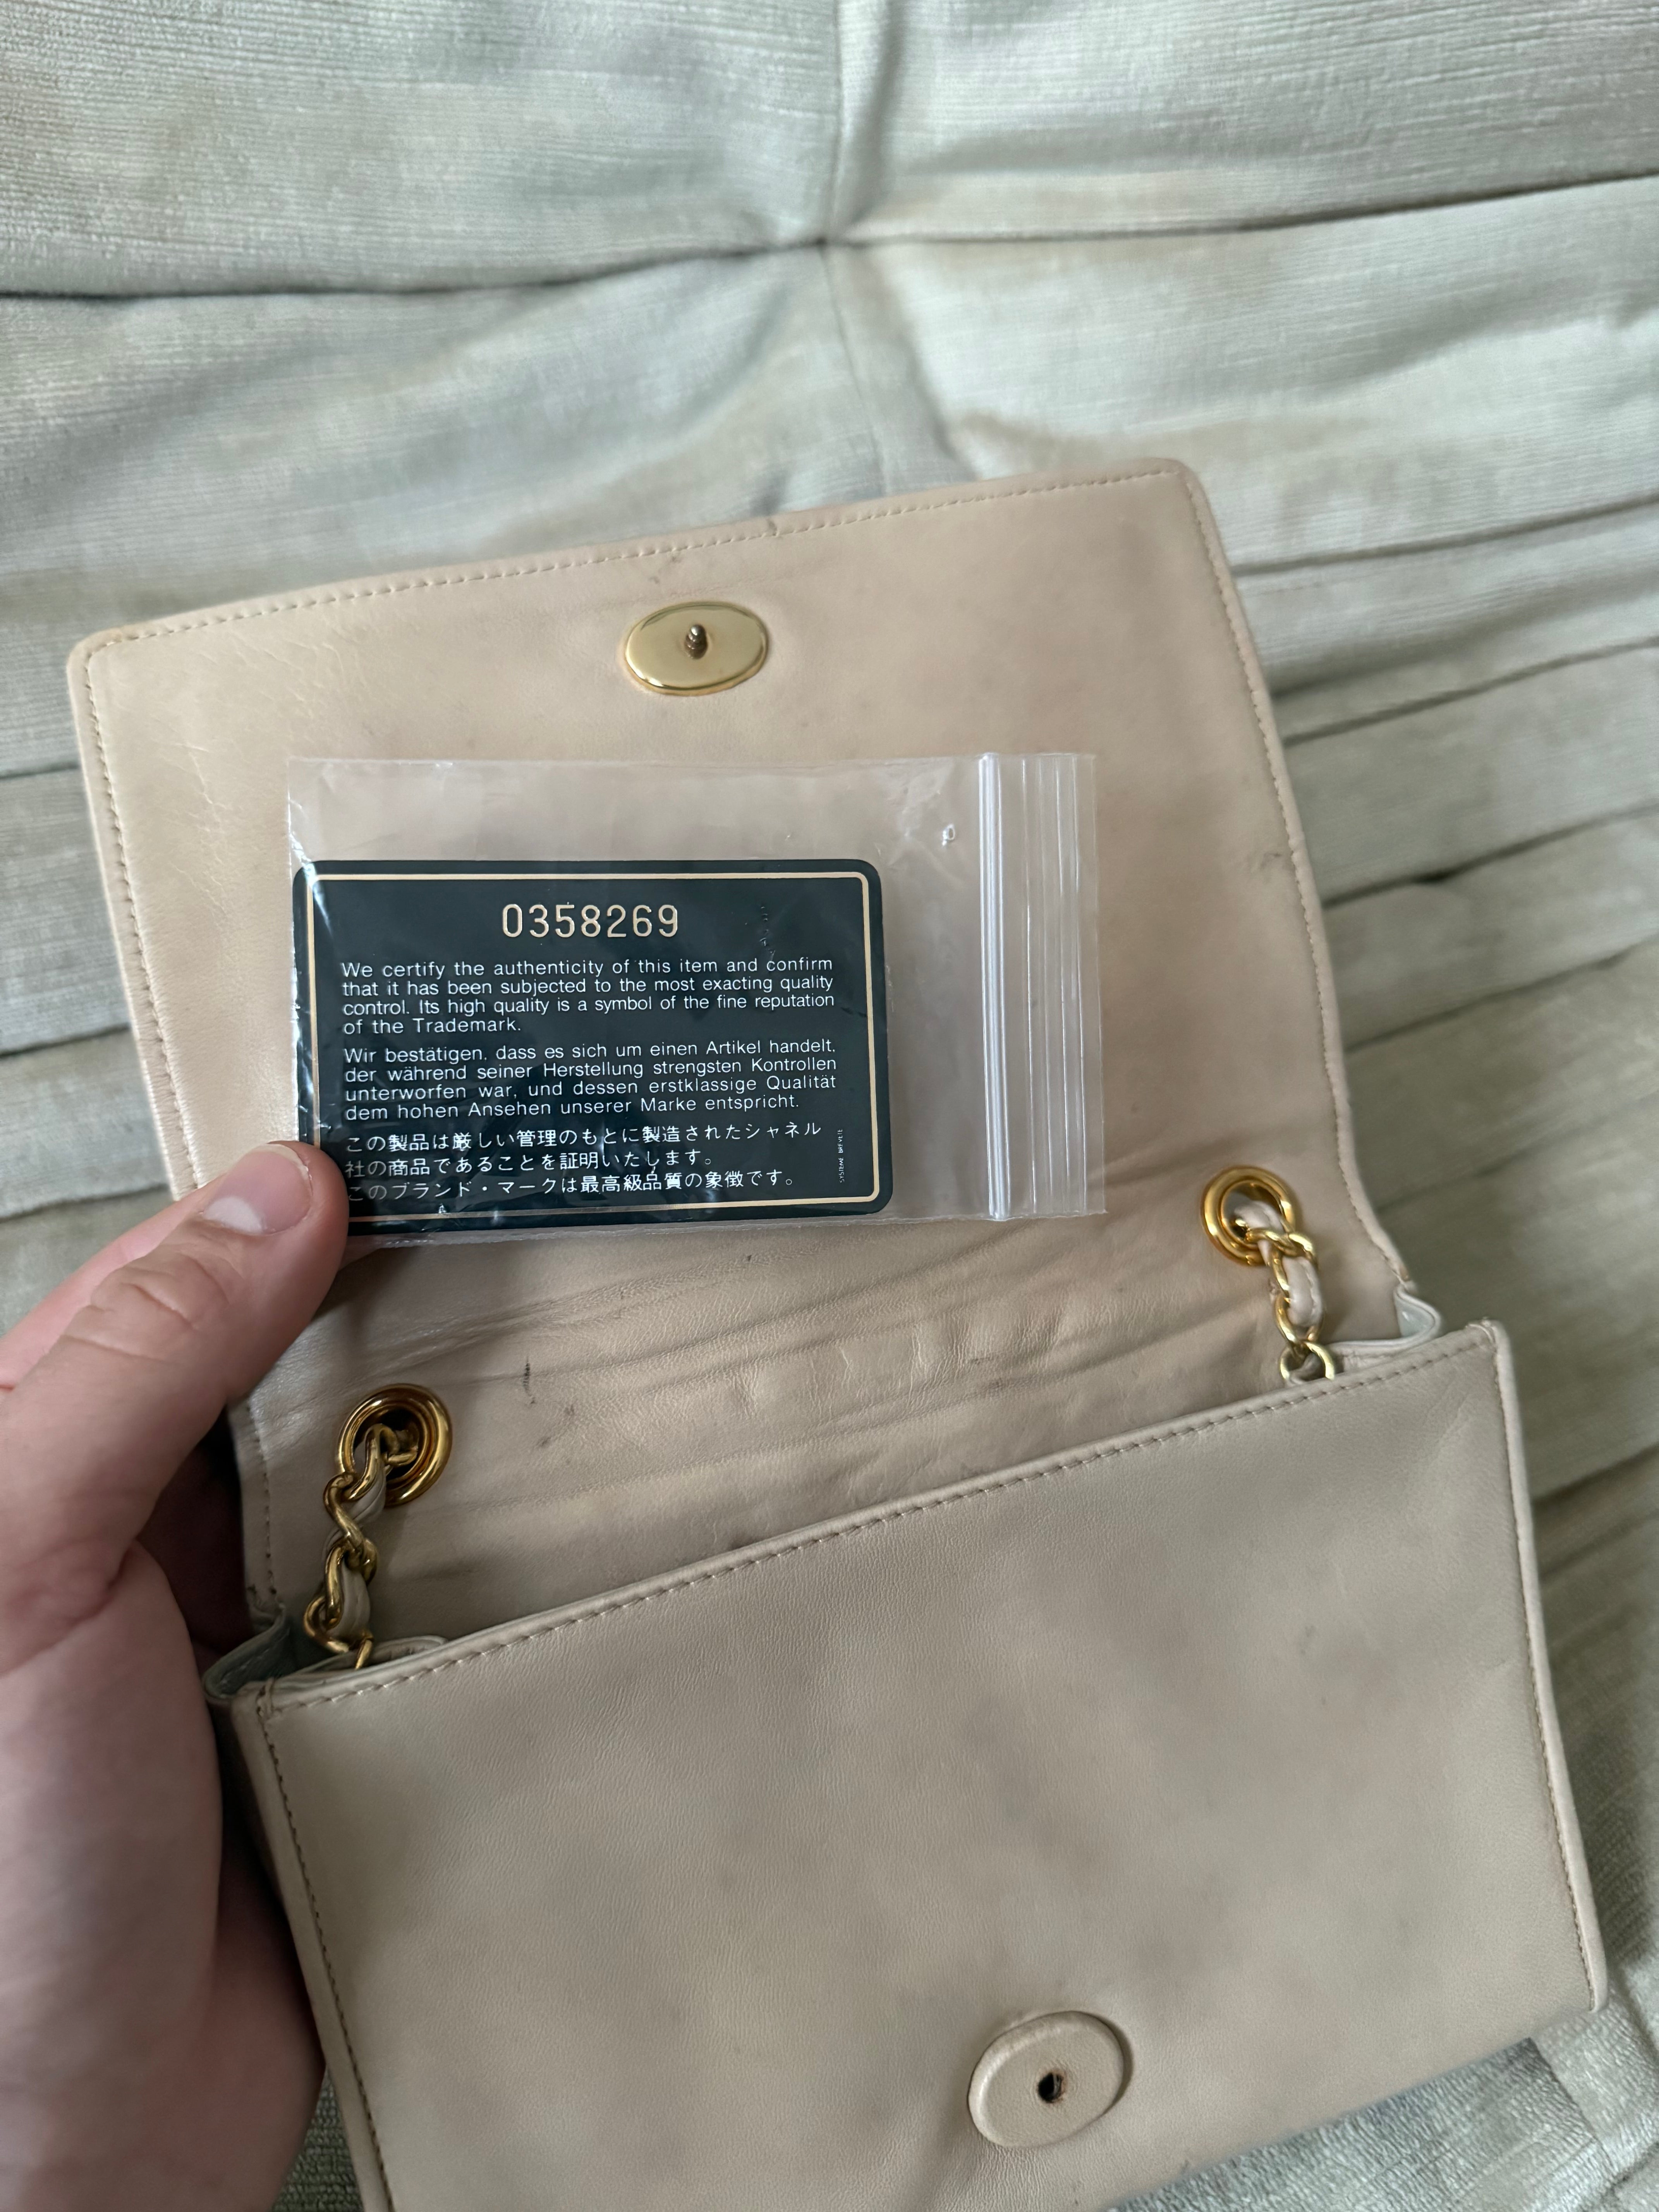 0358269
We certify the authenticity of this item and confirm
that it has been subjected to the most exacting quality
control. Its high quality is a symbol of the fine reputation
of the Trademark.
Wir bestätigen, dass es sich um einen Artikel handelt,
der während seiner Herstellung strengsten Kontrollen
unterworfen war, und dessen erstklassige Qualität
dem hohen Ansehen unserer Marke entspricht.
この製品は厳しい管理のもとに製造されたシャネル
社の商品であることを証明いたします。
このブランド・マークは最高級品質の象徴です。